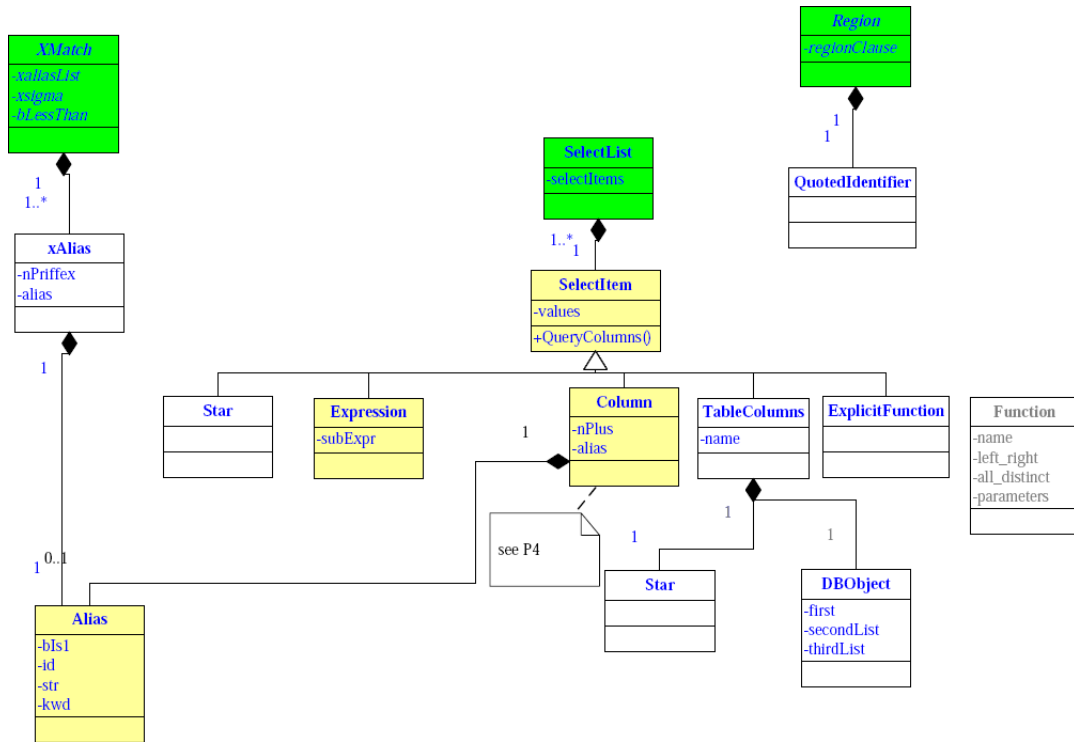 XMatch
-xaliasList
-xsigma
-bLessThan
1
1..*
xAlias
-nPriffex
-alias
1
1
0..1
Alias
-bIs1
-id
-str
-kwd
SelectList
-selectItems
1..*
1
SelectItem
-values
+QueryColumns()
Star
Expression
-subExpr
Column
-nPlus
-alias
1
see P4
TableColumns
-name
1
1
1
Star
DBObject
-first
-secondList
-thirdList
ExplicitFunction
Function
-name
-left_right
-all_distinct
-parameters
Region
-regionClause
1
1
QuotedIdentifier